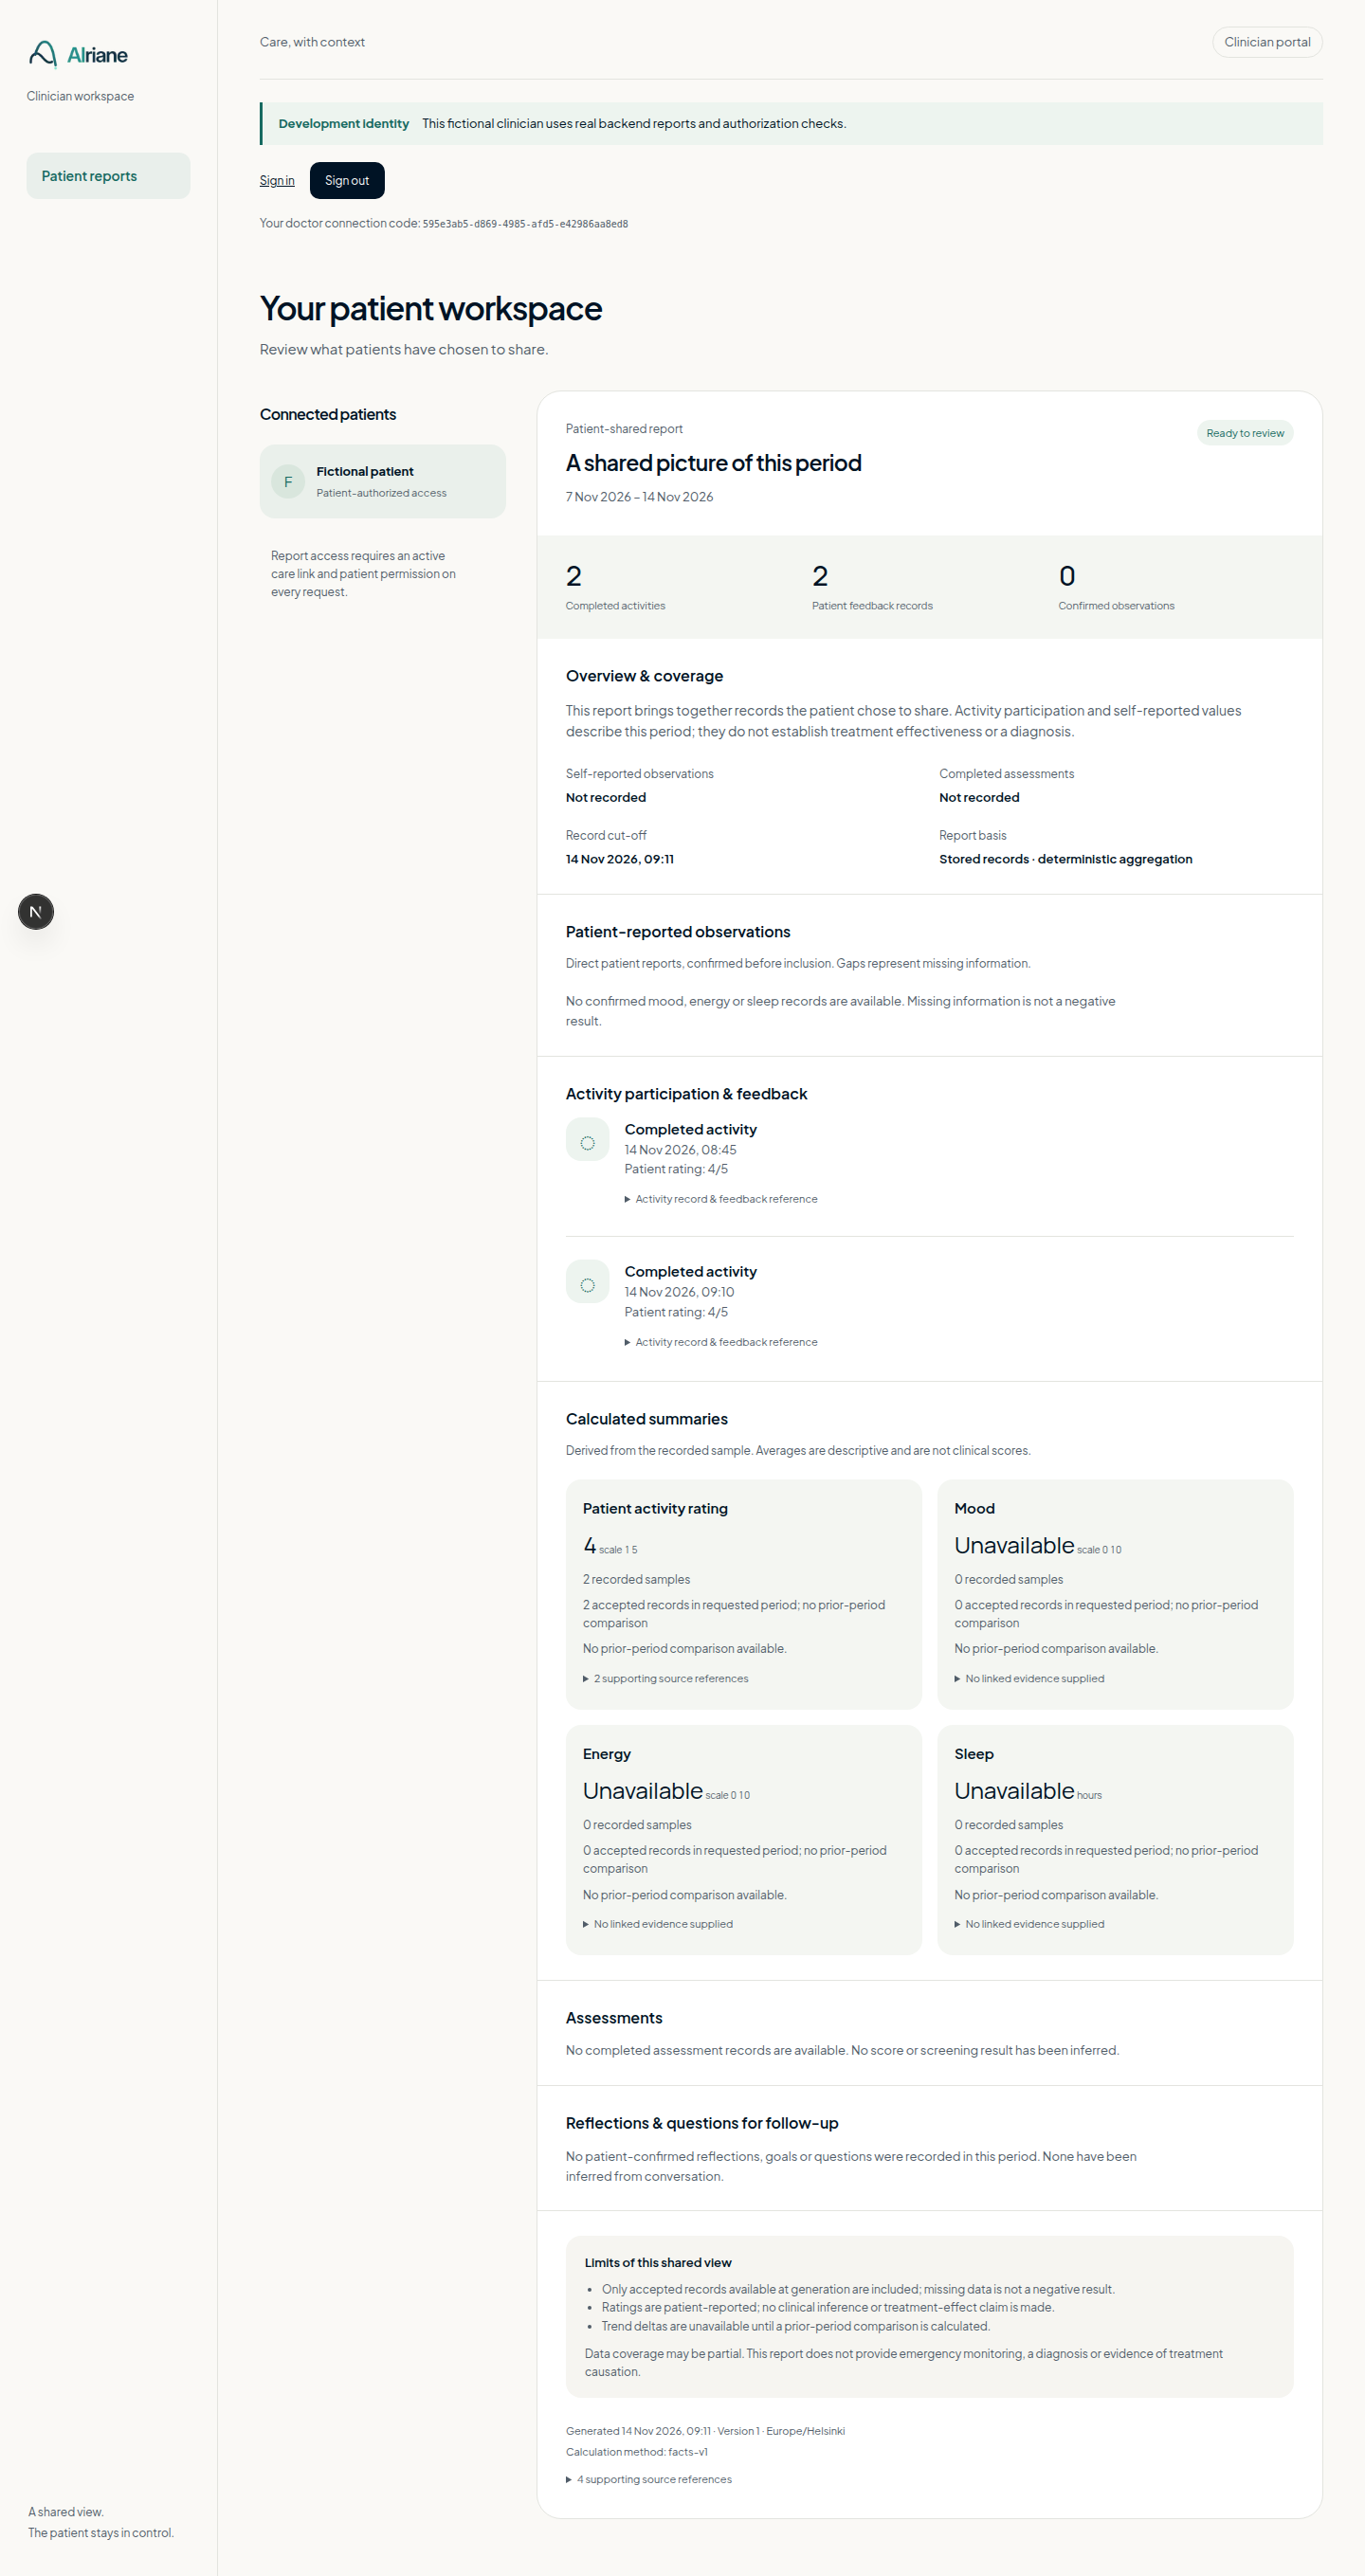 AIriane
Clinician workspace
Patient reports
Care, with context
Clinician portal
Development identity This fictional clinician uses real backend reports and authorization checks.
Sign in
Sign out
Your doctor connection code: 595e3ab5-d869-4985-afd5-e42986aa8ed8
Your patient workspace
Review what patients have chosen to share.
Connected patients
F
Fictional patient
Patient-authorized access
Report access requires an active
care link and patient permission on
every request.
Patient-shared report
Ready to review
A shared picture of this period
7 Nov 2026 – 14 Nov 2026
2
Completed activities
2
Patient feedback records
0
Confirmed observations
Overview & coverage
This report brings together records the patient chose to share. Activity participation and self-reported values
describe this period; they do not establish treatment effectiveness or a diagnosis.
Self-reported observations
Not recorded
Completed assessments
Not recorded
Record cut-off
14 Nov 2026, 09:11
Report basis
Stored records · deterministic aggregation
Patient-reported observations
Direct patient reports, confirmed before inclusion. Gaps represent missing information.
No confirmed mood, energy or sleep records are available. Missing information is not a negative
result.
Activity participation & feedback
Completed activity
14 Nov 2026, 08:45
Patient rating: 4/5
Activity record & feedback reference
Completed activity
14 Nov 2026, 09:10
Patient rating: 4/5
Activity record & feedback reference
Calculated summaries
Derived from the recorded sample. Averages are descriptive and are not clinical scores.
Patient activity rating
4 scale 1 5
2 recorded samples
2 accepted records in requested period; no prior-period
comparison
No prior-period comparison available.
2 supporting source references
Mood
Unavailable scale 0 10
0 recorded samples
0 accepted records in requested period; no prior-period
comparison
No prior-period comparison available.
No linked evidence supplied
Energy
Unavailable scale 0 10
0 recorded samples
0 accepted records in requested period; no prior-period
comparison
No prior-period comparison available.
No linked evidence supplied
Sleep
Unavailable hours
0 recorded samples
0 accepted records in requested period; no prior-period
comparison
No prior-period comparison available.
No linked evidence supplied
Assessments
No completed assessment records are available. No score or screening result has been inferred.
Reflections & questions for follow-up
No patient-confirmed reflections, goals or questions were recorded in this period. None have been
inferred from conversation.
Limits of this shared view
• Only accepted records available at generation are included; missing data is not a negative result.
• Ratings are patient-reported; no clinical inference or treatment-effect claim is made.
• Trend deltas are unavailable until a prior-period comparison is calculated.
Data coverage may be partial. This report does not provide emergency monitoring, a diagnosis or evidence of treatment
causation.
Generated 14 Nov 2026, 09:11 · Version 1 · Europe/Helsinki
Calculation method: facts-v1
4 supporting source references
N
A shared view.
The patient stays in control.